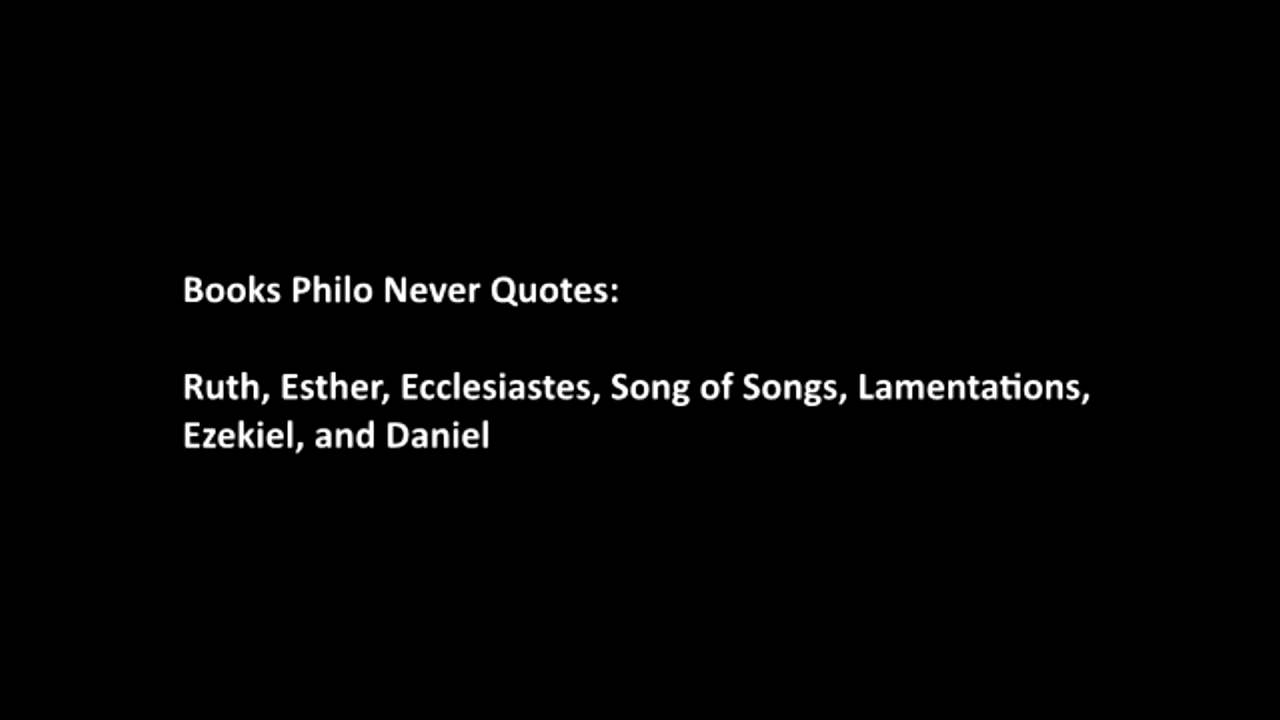 Books Philo Never Quotes:
Ruth, Esther, Ecclesiastes, Song of Songs, Lamentations,
Ezekiel, and Daniel